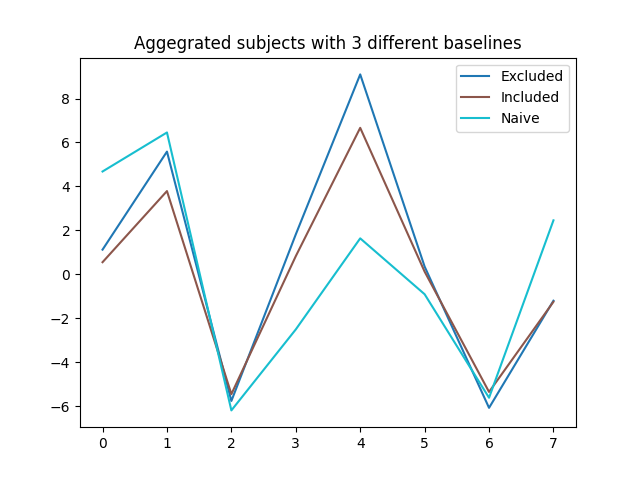 Aggegrated subjects with 3 different baselines
Excluded
Included
Naive
8
6
4
2
0
−2
−4
−6
0 1 2 3 4 5 6 7